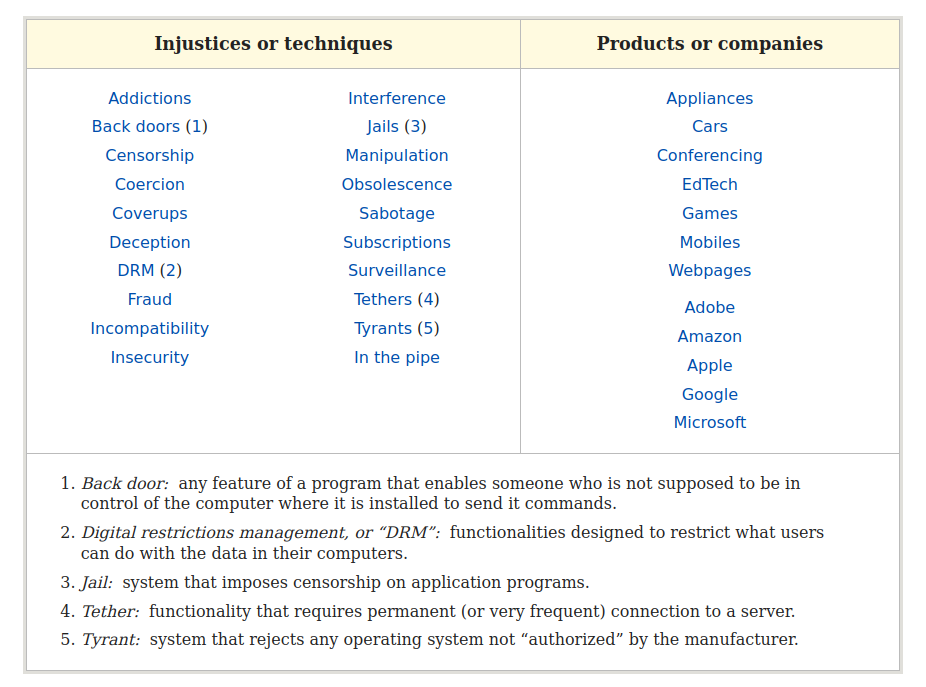 Injustices or techniques
Products or companies
Addictions
Back doors (1)
Censorship
Coercion
Coverups
Deception
DRM (2)
Fraud
Incompatibility
Insecurity
Interference
Jails (3)
Manipulation
Obsolescence
Sabotage
Subscriptions
Surveillance
Tethers (4)
Tyrants (5)
In the pipe
Appliances
Cars
Conferencing
EdTech
Games
Mobiles
Webpages
Adobe
Amazon
Apple
Google
Microsoft
1. Back door: any feature of a program that enables someone who is not supposed to be in
control of the computer where it is installed to send it commands.
2. Digital restrictions management, or “DRM”: functionalities designed to restrict what users
can do with the data in their computers.
3. Jail: system that imposes censorship on application programs.
4. Tether: functionality that requires permanent (or very frequent) connection to a server.
5. Tyrant: system that rejects any operating system not “authorized” by the manufacturer.